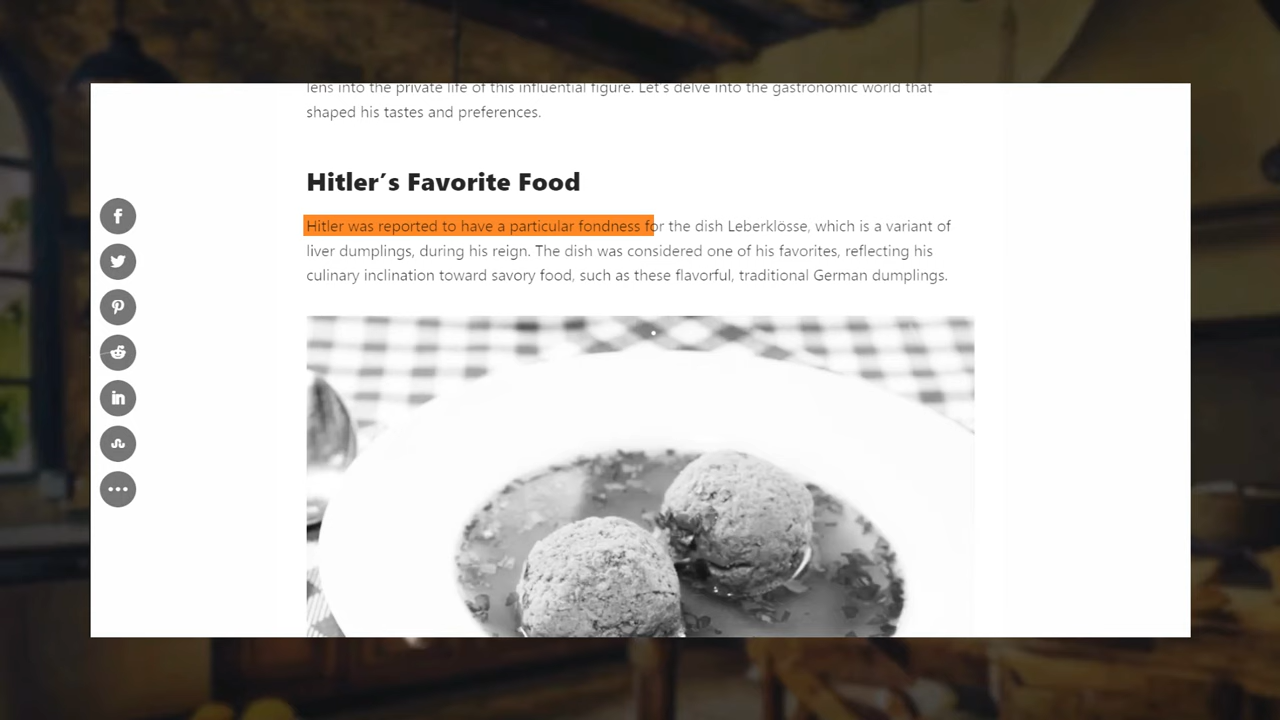 lens into the private life of this influential figure. Let's delve into the gastronomic world that
shaped his tastes and preferences.
Hitler's Favorite Food
Hitler was reported to have a particular fondness for the dish Leberklösse, which is a variant of
liver dumplings, during his reign. The dish was considered one of his favorites, reflecting his
culinary inclination toward savory food, such as these flavorful, traditional German dumplings.